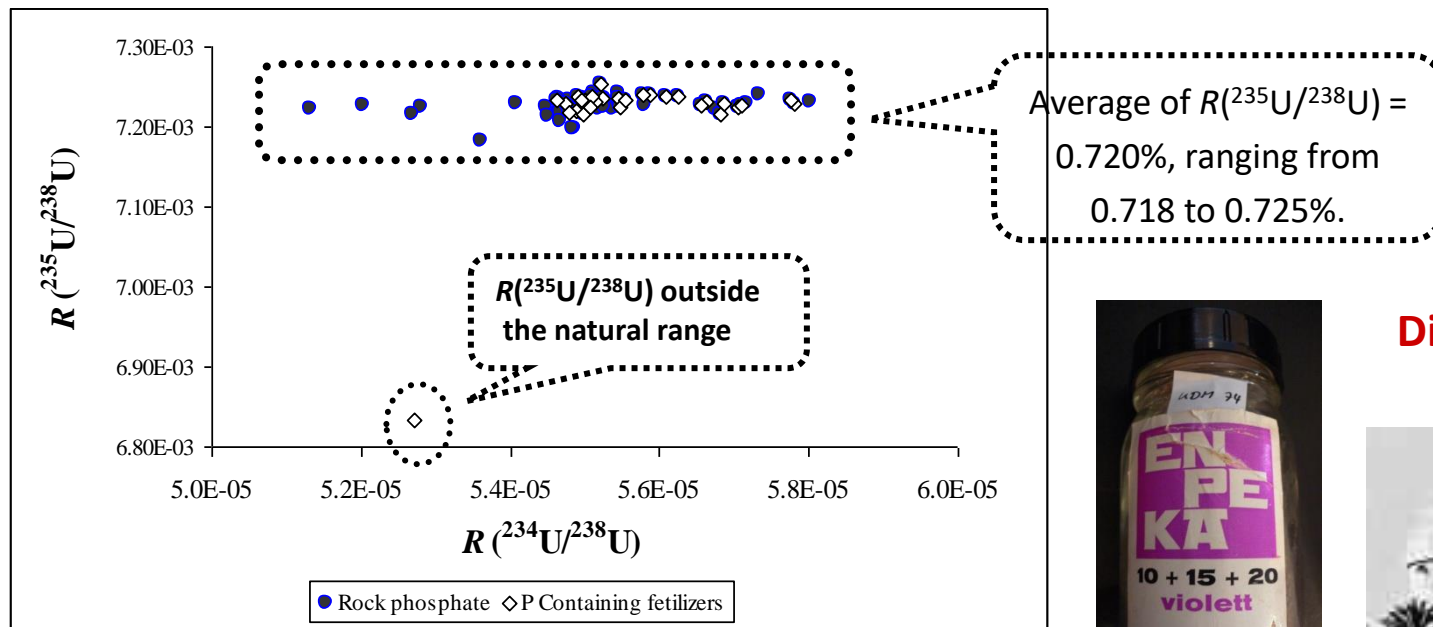 7.30E-03
7.20E-03
7.10E-03
7.00E-03
6.90E-03
6.80E-03
R (²³⁵U/²³⁸U)
5.0E-05 5.2E-05 5.4E-05 5.6E-05 5.8E-05 6.0E-05
R (²³⁴U/²³⁸U)
Rock phosphate P Containing fetilizers
R(²³⁵U/²³⁸U) outside
the natural range
Average of R(²³⁵U/²³⁸U) =
0.720%, ranging from
0.718 to 0.725%.
Di
UDM 74
EN
PE
KA
10 + 15 + 20
violett